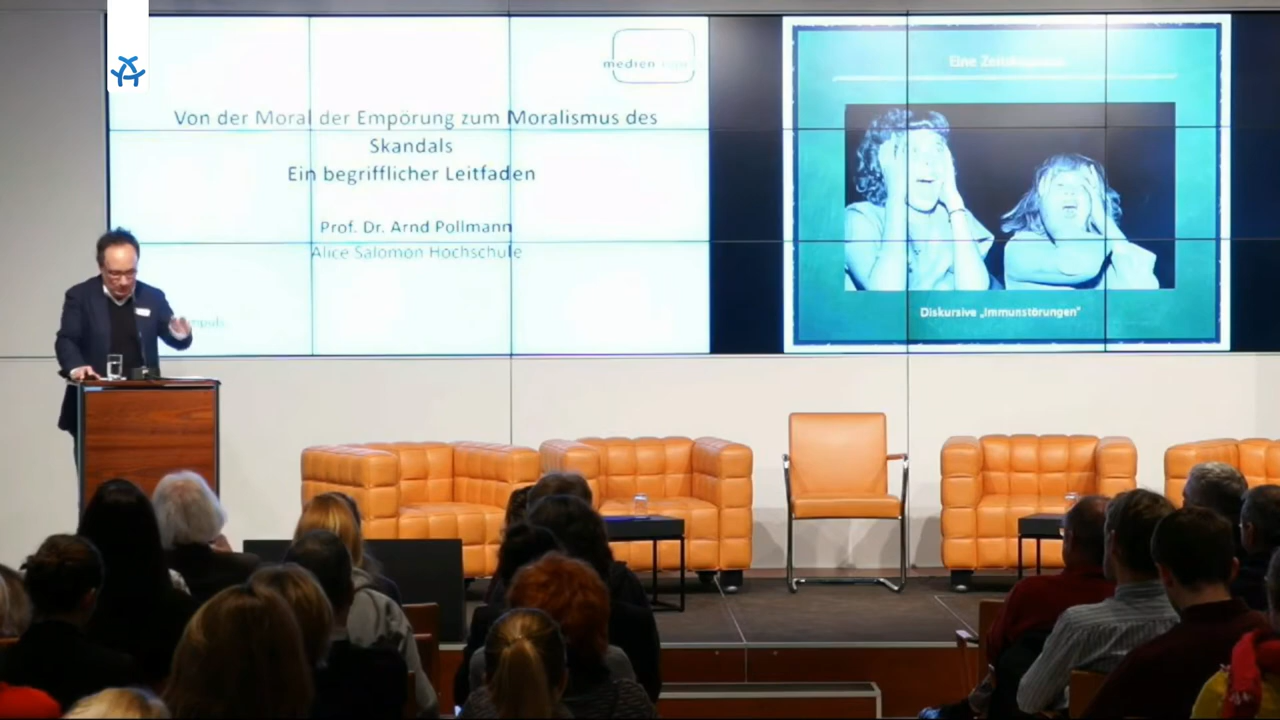 medien
Von der Moral der Empörung zum Moralismus des
Skandals
Ein begrifflicher Leitfaden
Prof. Dr. Arnd Pollmann
Alice Salomon Hochschule
Eine
Diskursive „Immunstörungen"